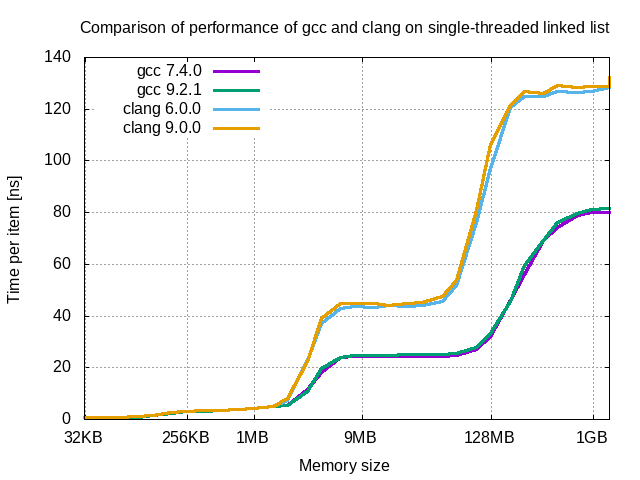 Comparison of performance of gcc and clang on single-threaded linked list
140
120
100
80
60
40
20
0
Time per item [ns]
gcc 7.4.0
gcc 9.2.1
clang 6.0.0
clang 9.0.0
32KB
256KB
1MB
9MB
128MB
1GB
Memory size